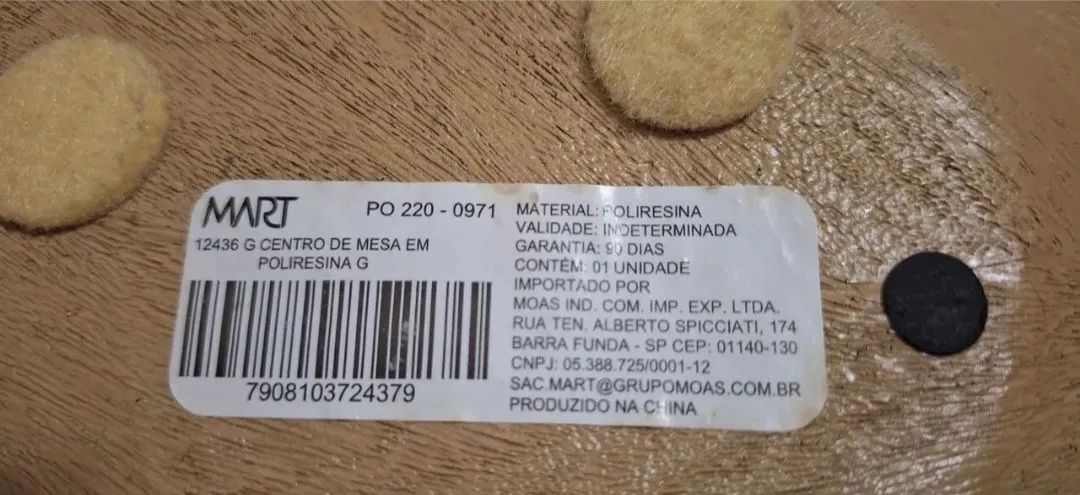 MART
PO 220 - 0971
12436 G CENTRO DE MESA EM
POLIRESINA G
7908103724379
MATERIAL: POLIRESINA
VALIDADE: INDETERMINADA
GARANTIA: 90 DIAS
CONTÉM: 01 UNIDADE
IMPORTADO POR
MOAS IND. COM. IMP. EXP. LTDA.
RUA TEN. ALBERTO SPICCIATI, 174
BARRA FUNDA - SP CEP: 01140-130
CNPJ: 05.388.725/0001-12
SAC.MART@GRUPOMOAS.COM.BR
PRODUZIDO NA CHINA